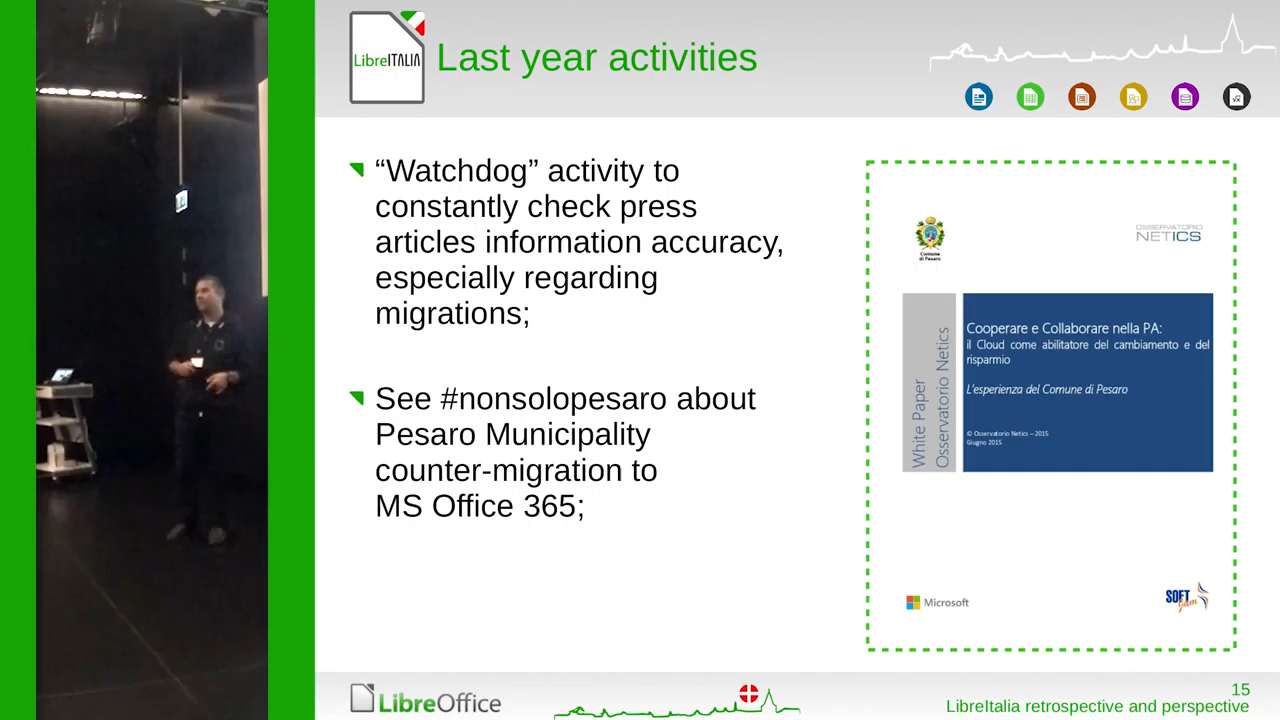 LibreITALIA
Last year activities
“Watchdog” activity to
constantly check press
articles information accuracy,
especially regarding
migrations;
See #nonsolopesaro about
Pesaro Municipality
counter-migration to
MS Office 365;
Comune
di Pesaro
OSSERVATORIO
NETICS
White Paper
Osservatorio Netics
Cooperare e Collaborare nella PA:
il Cloud come abilitatore del cambiamento e del
risparmio
L'esperienza del Comune di Pesaro
© Osservatorio Netics – 2015
Giugno 2015
Microsoft
SOFT
Jam
LibreOffice
15
LibreItalia retrospective and perspective